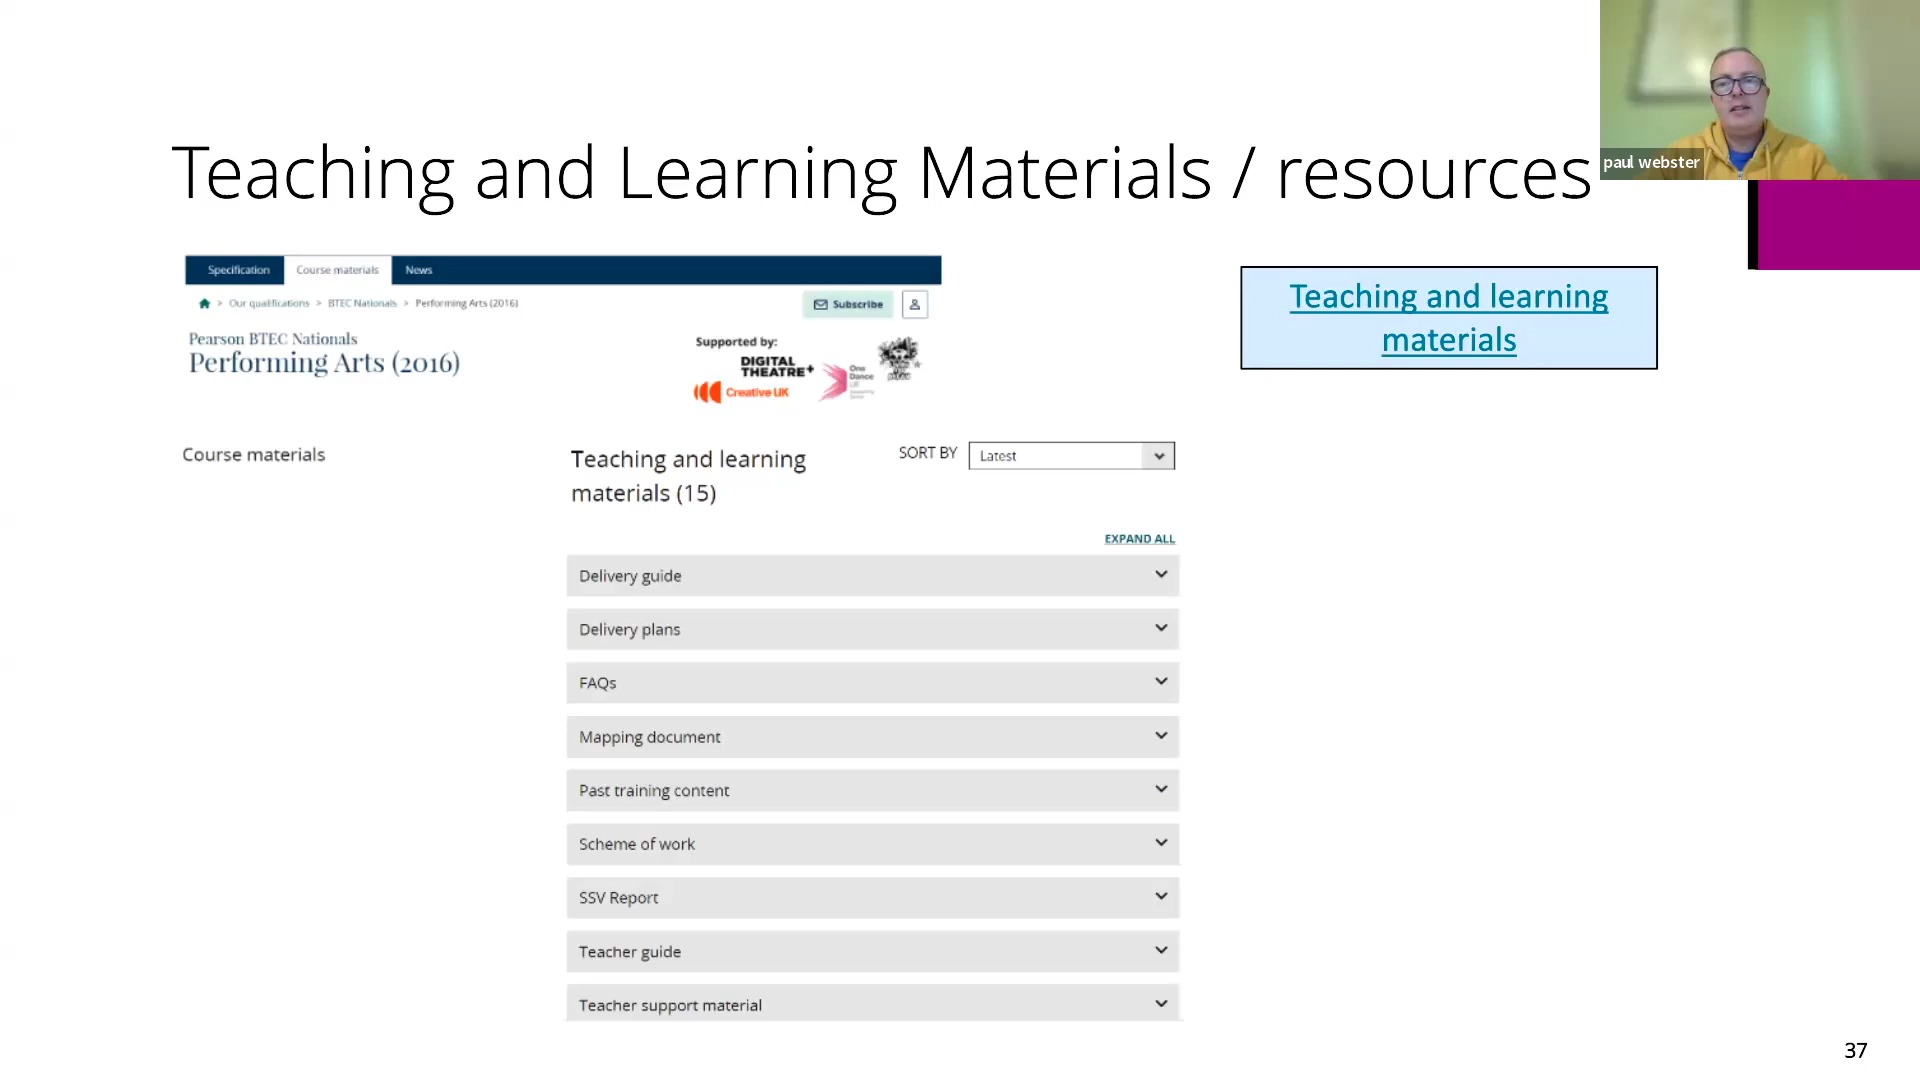 paul webster
Teaching and Learning Materials / resources
Specification
Course materials
News
> Our qualifications > BTEC Nationals > Performing Arts (2016)
Subscribe
Pearson BTEC Nationals
Performing Arts (2016)
Supported by:
DIGITAL
THEATRE+
Creative UK
One
Dance
UK
Teaching and learning
materials
Course materials
Teaching and learning
materials (15)
SORT BY
Latest
EXPAND ALL
Delivery guide
Delivery plans
FAQs
Mapping document
Past training content
Scheme of work
SSV Report
Teacher guide
Teacher support material
37